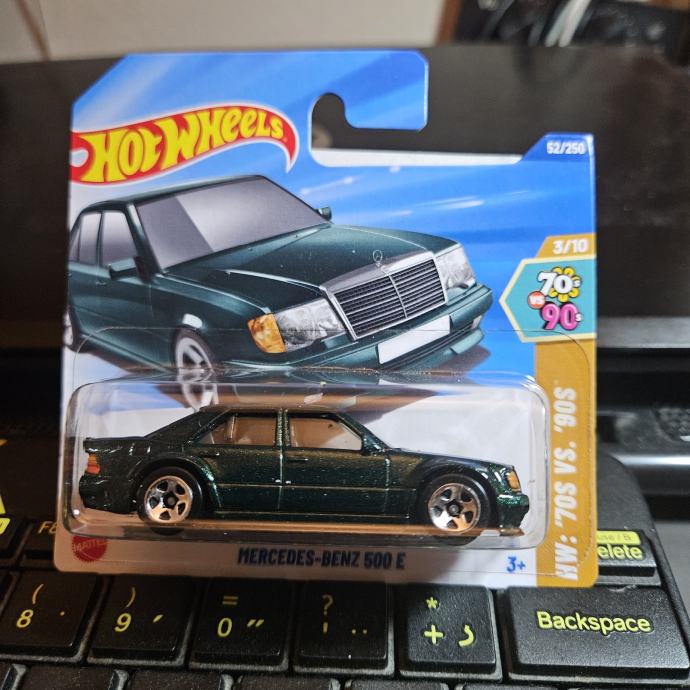 HOT WHEELS
52/250
3/10
70s
VS
90s
HW: '70S VS. '90S
MATTEL
MERCEDES-BENZ 500 E
3+
Delete
( 
8
)
9
=
0
?
*
+
Backspace